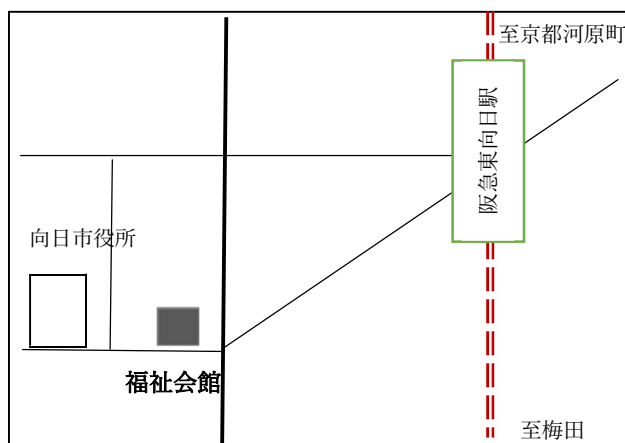 至京都河原町
阪急東向日駅
向日市役所
福祉会館
至梅田